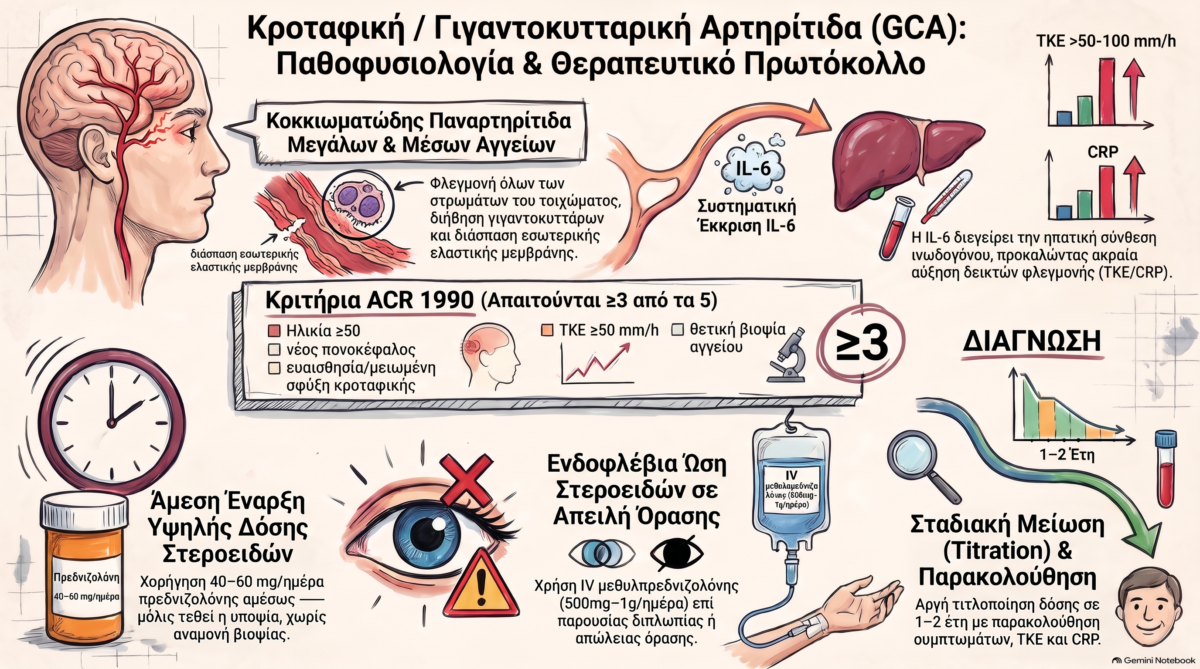 Κροταφική / Γιγαντοκυτταρική Αρτηρίτιδα (GCA):
Παθοφυσιολογία & Θεραπευτικό Πρωτόκολλο
Κοκκιωματώδης Παναρτηρίτιδα
Μεγάλων & Μέσων Αγγείων
Φλεγμονή όλων των
στρωμάτων του τοιχώματος,
διήθηση γιγαντοκυττάρων
και διάσπαση εσωτερικής
ελαστικής μεμβράνης.
διάσπαση εσωτερικής
ελαστικής μερβράνης
IL-6
Συστηματική
Έκκριση IL-6
TKE >50-100 mm/h
CRP
Η IL-6 διεγείρει την ηπατική σύνθεση
ινωδογόνου, προκαλώντας ακραία
αύξηση δεικτών φλεγμονής (TKE/CRP).
Κριτήρια ACR 1990 (Απαιτούνται ≥3 από τα 5)
Ηλικία ≥50
νέος πονοκέφαλος
ευαισθησία/μειωμένη
σφύξη κροταφικής
TKE ≥50 mm/h
θετική βιοψία
αγγείου
≥3
ΔΙΑΓΝΩΣΗ
1–2 Έτη
Άμεση Έναρξη
Υψηλής Δόσης
Στεροειδών
Πρεδνιζολάνη
40–60 mg/ημέρα
Χορήγηση 40–60 mg/ημέρα
πρεδνιζολόνης αμέσως —
μόλις τεθεί η υποψία, χωρίς
αναμονή βιοψίας.
Ενδοφλέβια Ώση
Στεροειδών σε
Απειλή Όρασης
Χρήση IV μεθυλπρεδνιζολόνης
(500mg–1g/ημέρα) επί
παρουσίας διπλωπίας ή
απώλειας όρασης.
IV
Σταδιακή Μείωση
(Titration) &
Παρακολούθηση
Αργή τιτλοποίηση δόσης σε
1–2 έτη με παρακολούθηση
συμπτωμάτων, TKE και CRP.
Gemini Notebook